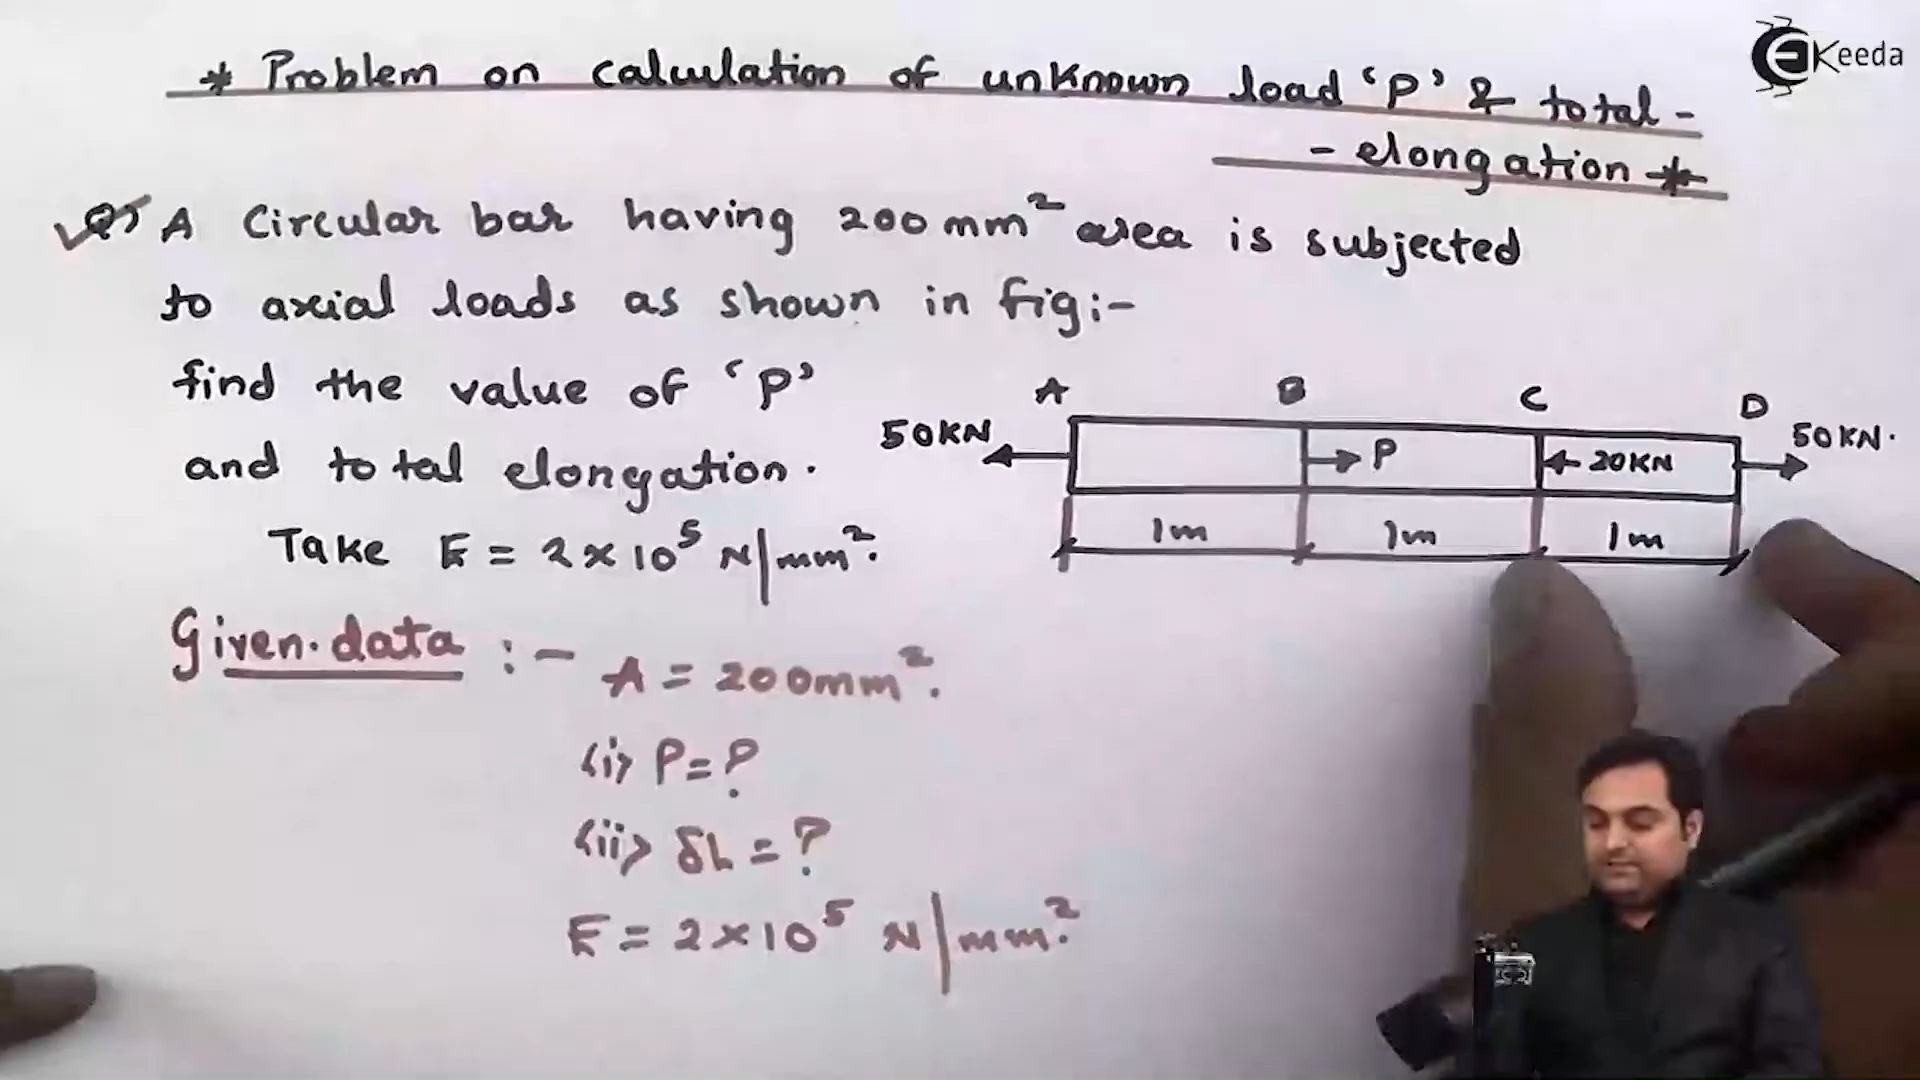 * Problem on calculation of unknown load 'P' & total -
- elongation *
Q) A Circular bar having 200 mm² area is subjected
to axial loads as shown in fig:-
find the value of 'P'
and total elongation.
Take E = 2 × 10⁵ N/mm².
A B C D
50KN P 20KN 50KN.
1m 1m 1m
Given data :- A = 200mm².
(i) P = ?
(ii) δL = ?
E = 2×10⁵ N/mm².
EKeeda